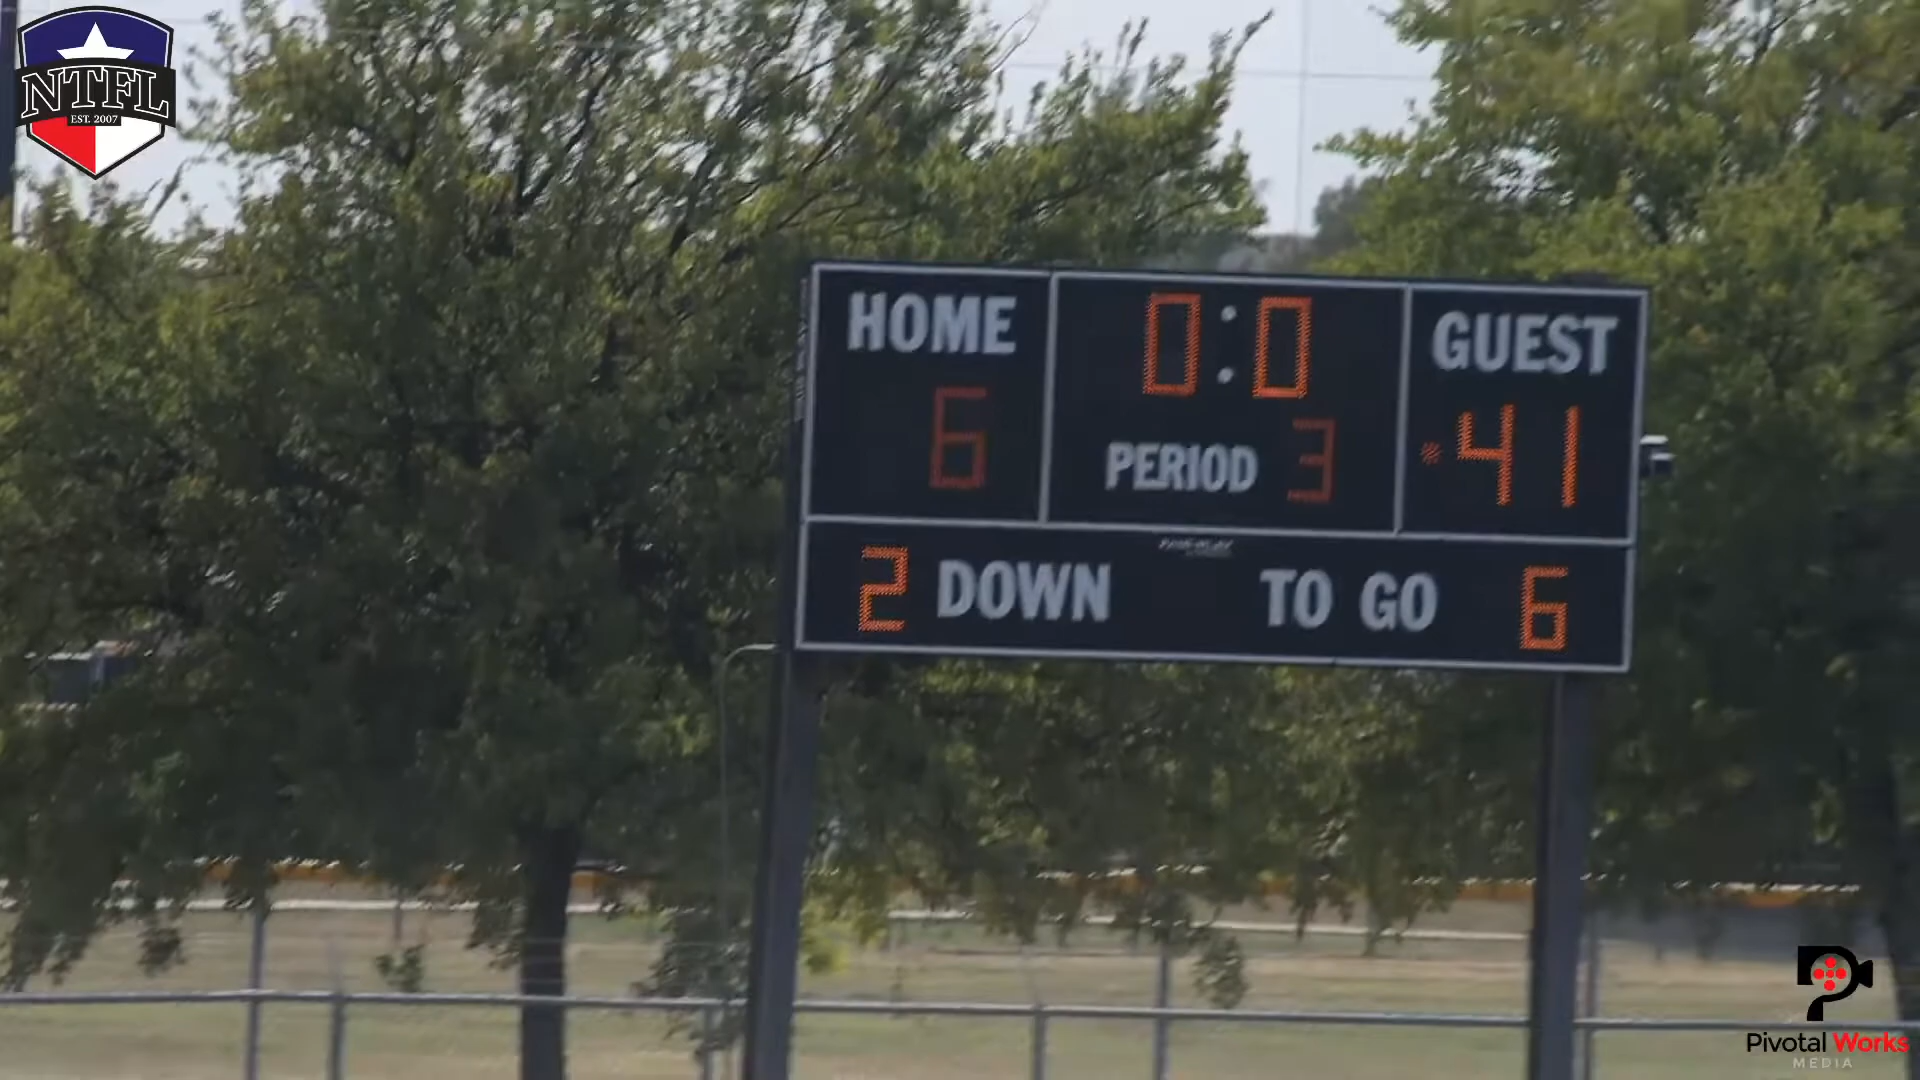 NTFL
EST. 2007
HOME
0:0
GUEST
6
PERIOD 3
41
2 DOWN
TO GO 6
Pivotal Works
MEDIA